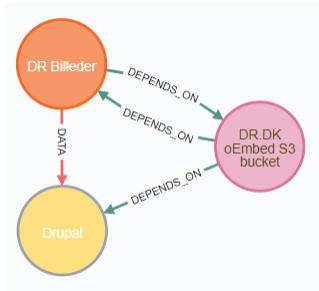 DR Billeder
DEPENDS_ON
DEPENDS_ON
DATA
DR.DK
oEmbed S3
bucket
DEPENDS_ON
Drupal